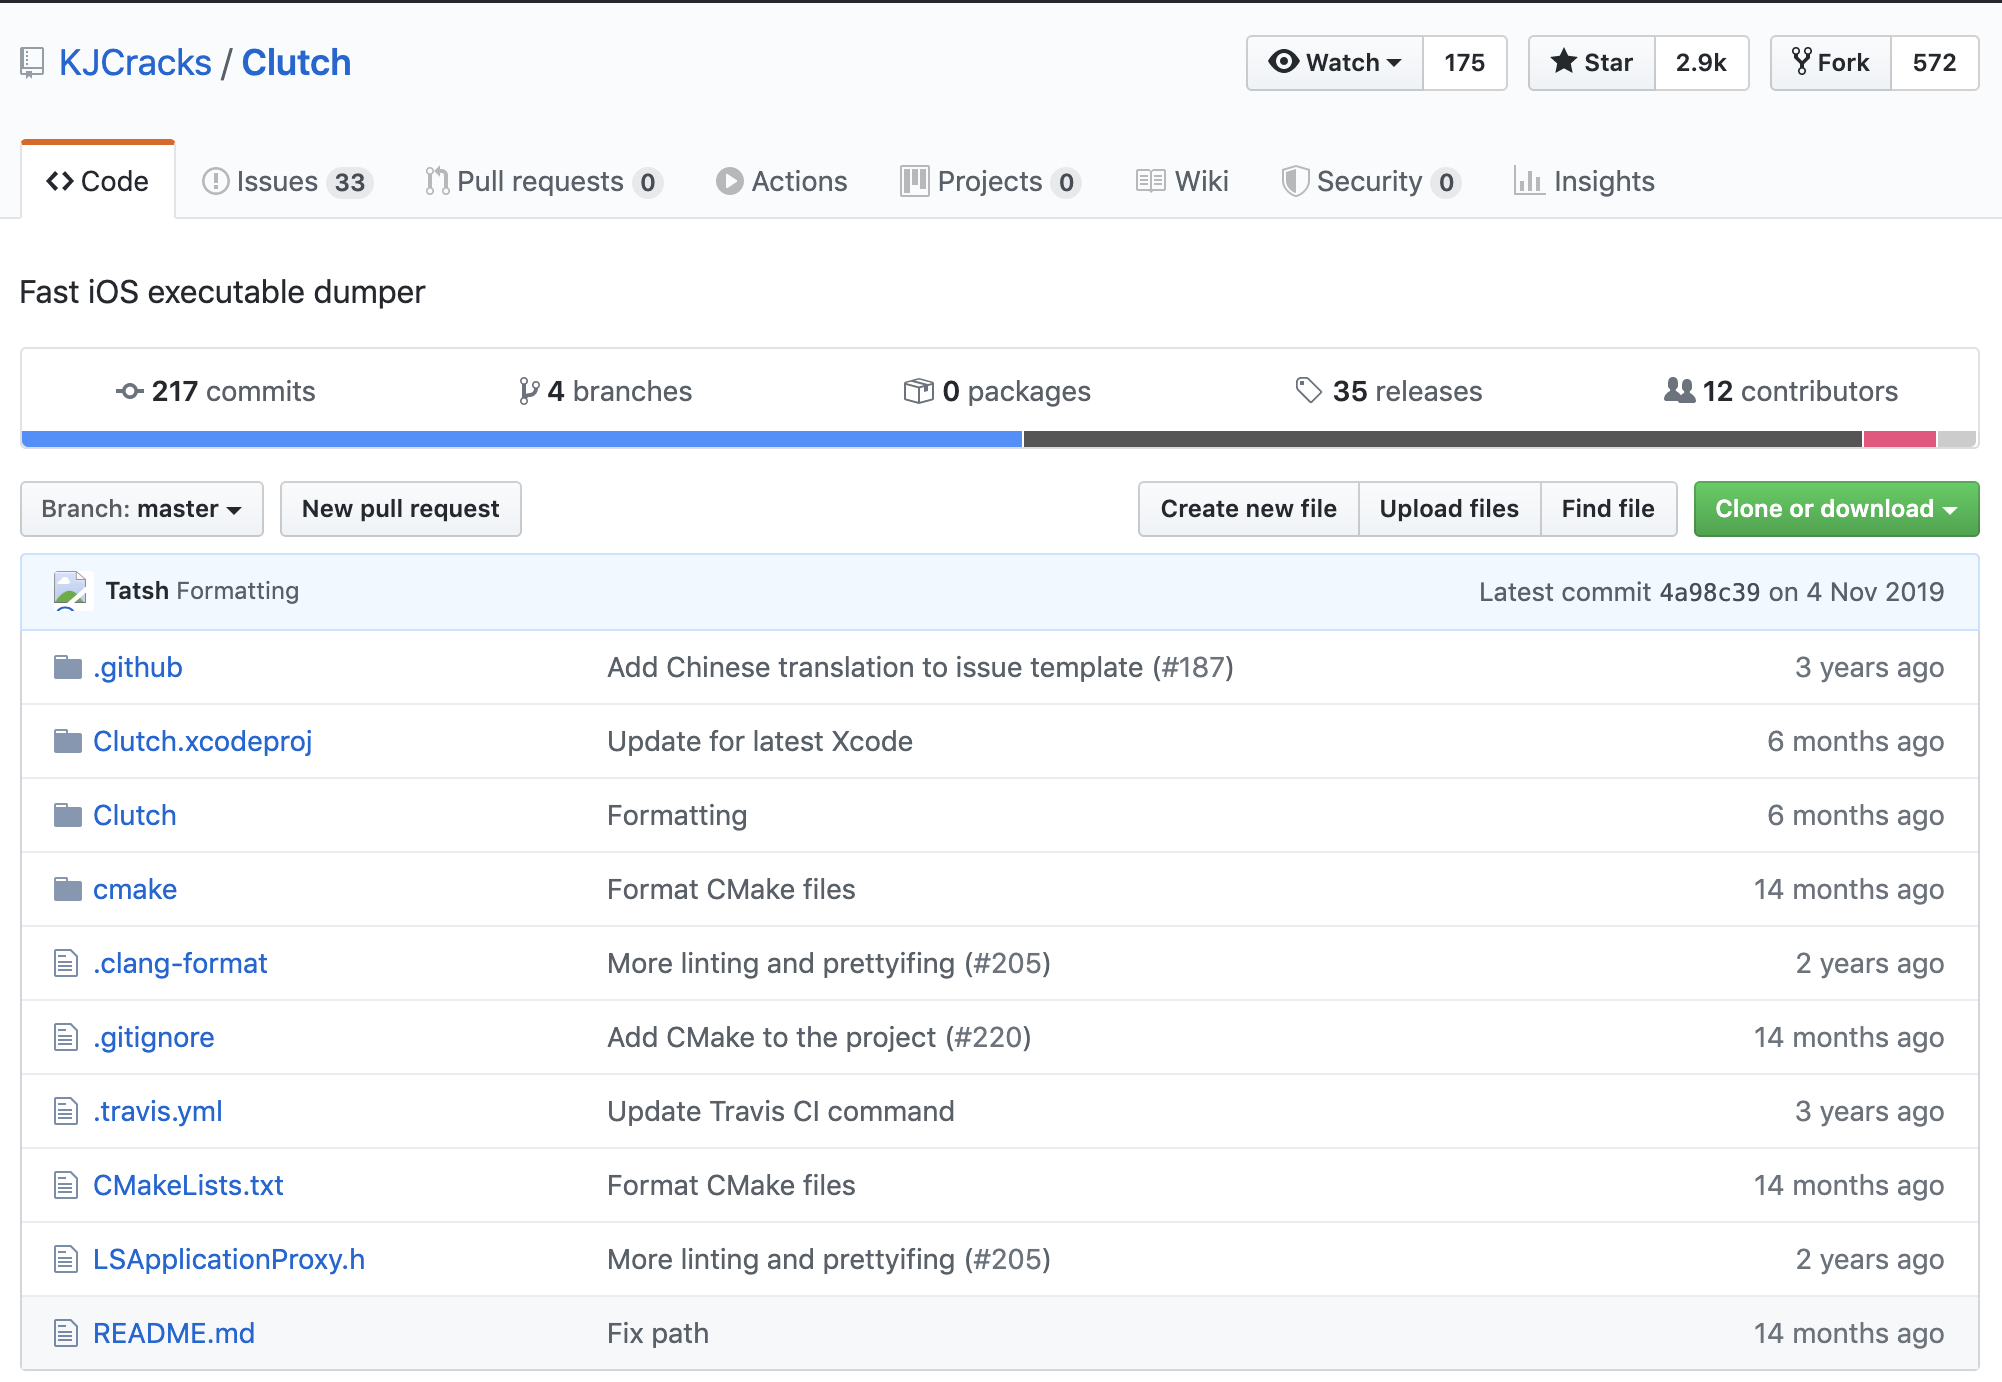 KJCracks / Clutch
Watch 175 Star 2.9k Fork 572
Code Issues 33 Pull requests 0 Actions Projects 0 Wiki Security 0 Insights
Fast iOS executable dumper
217 commits 4 branches 0 packages 35 releases 12 contributors
Branch: master New pull request Create new file Upload files Find file Clone or download
Tatsh Formatting Latest commit 4a98c39 on 4 Nov 2019
.github Add Chinese translation to issue template (#187) 3 years ago
Clutch.xcodeproj Update for latest Xcode 6 months ago
Clutch Formatting 6 months ago
cmake Format CMake files 14 months ago
.clang-format More linting and prettyifing (#205) 2 years ago
.gitignore Add CMake to the project (#220) 14 months ago
.travis.yml Update Travis CI command 3 years ago
CMakeLists.txt Format CMake files 14 months ago
LSApplicationProxy.h More linting and prettyifing (#205) 2 years ago
README.md Fix path 14 months ago